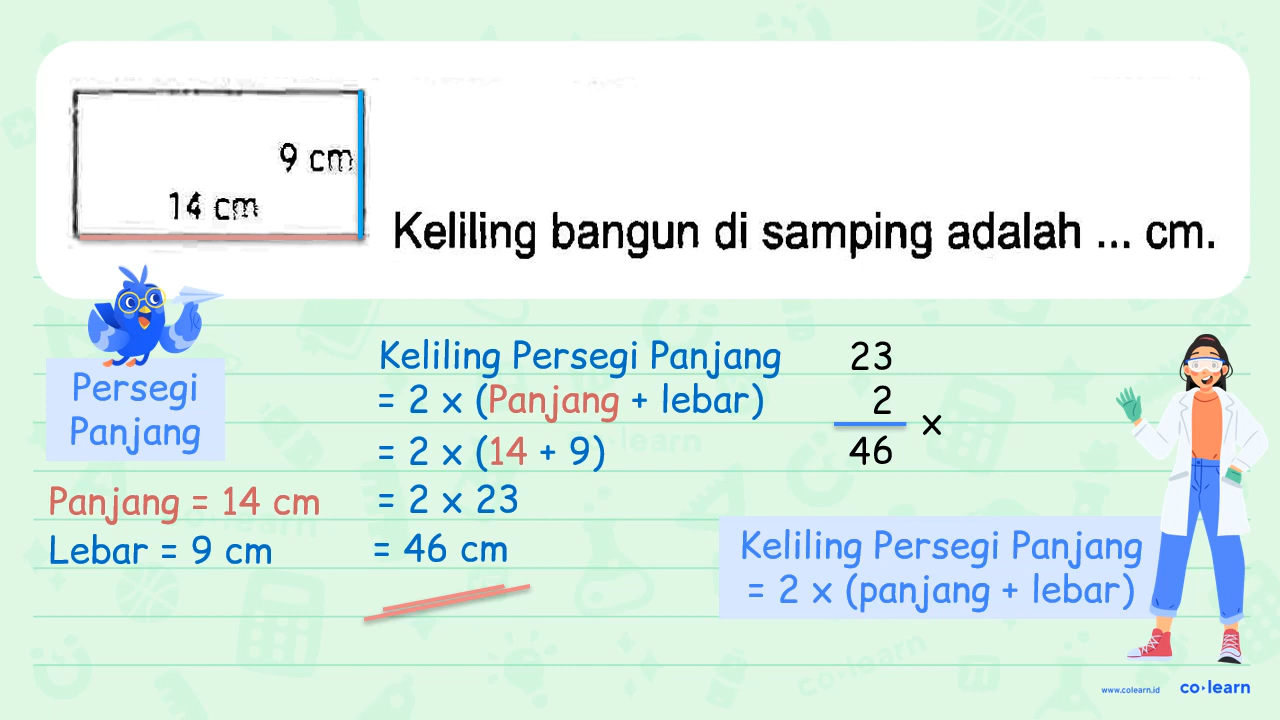 9 cm
14 cm
Keliling bangun di samping adalah ... cm.
Persegi
Panjang
Panjang = 14 cm
Lebar = 9 cm
Keliling Persegi Panjang
= 2 x (Panjang + lebar)
= 2 x (14 + 9)
= 2 x 23
= 46 cm
23
2
x
46
Keliling Persegi Panjang
= 2 x (panjang + lebar)
www.colearn.id
co·learn